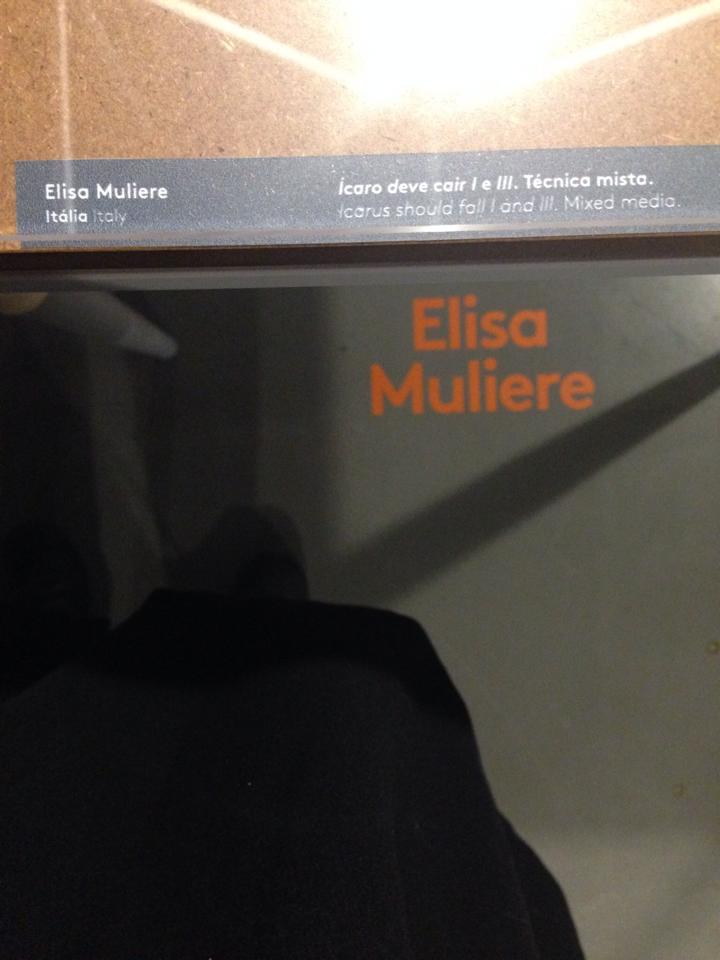 Elisa Muliere
Itália Italy
Ícaro deve cair I e III. Técnica mista.
Icarus should fall I and III. Mixed media.
Elisa
Muliere